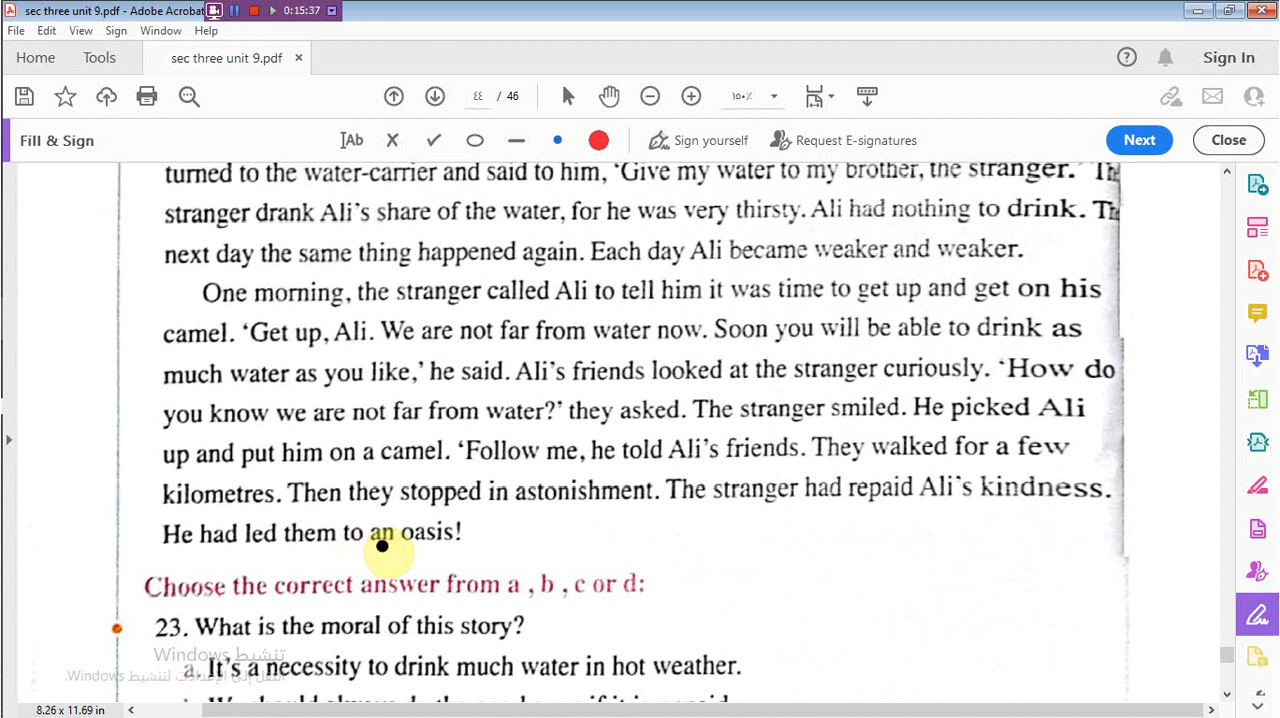 sec three unit 9.pdf - Adobe Acrobat
0:15:37
File Edit View Sign Window Help
Home Tools sec three unit 9.pdf × Sign In
٤٤ / 46 ١٥٠٪
Fill & Sign Ab Sign yourself Request E-signatures Next Close
turned to the water-carrier and said to him, ‘Give my water to my brother, the stranger.’
stranger drank Ali’s share of the water, for he was very thirsty. Ali had nothing to drink.
next day the same thing happened again. Each day Ali became weaker and weaker.
One morning, the stranger called Ali to tell him it was time to get up and get on his
camel. ‘Get up, Ali. We are not far from water now. Soon you will be able to drink as
much water as you like,’ he said. Ali’s friends looked at the stranger curiously. ‘How do
you know we are not far from water?’ they asked. The stranger smiled. He picked Ali
up and put him on a camel. ‘Follow me, he told Ali’s friends. They walked for a few
kilometres. Then they stopped in astonishment. The stranger had repaid Ali’s kindness.
He had led them to an oasis!
Choose the correct answer from a , b , c or d:
23. What is the moral of this story?
تنشيط Windows
a. It’s a necessity to drink much water in hot weather.
انتقل إلى الإعدادات لتنشيط Windows.
8.26 x 11.69 in